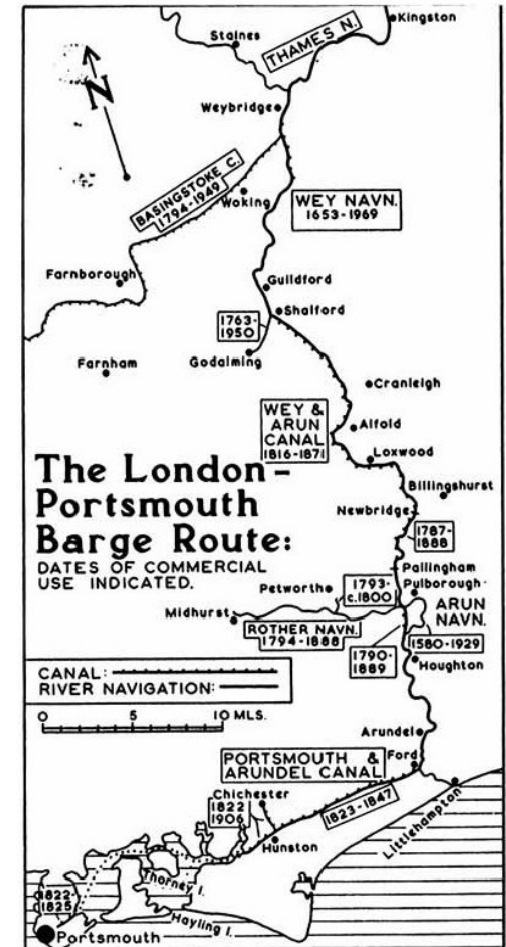 Kingston
Staines
THAMES N.
N
Weybridge
BASINGSTOKE C.
1794-1949
Woking
WEY NAVN.
1653-1969
Farnborough
Guildford
Shalford
1763-
1950
Godalming
Farnham
Cranleigh
WEY &
ARUN
CANAL
1816-1871
Alfold
Loxwood
The London-
Portsmouth
Barge Route:
DATES OF COMMERCIAL
USE INDICATED.
Billingshurst
Newbridge
1787-
1888
Pallingham
Pulborough
Petworth
1793-
c.1800
ARUN
NAVN.
1580-1929
Midhurst
ROTHER NAVN.
1794-1888
1790-
1889
Houghton
CANAL:
RIVER NAVIGATION:
0 5 10 MLS.
Arundel
Ford
PORTSMOUTH &
ARUNDEL CANAL
Chichester
1822
1906
1823-1847
Littlehampton
Hunston
Thorney I.
1822-
1825
Hayling I.
Portsmouth